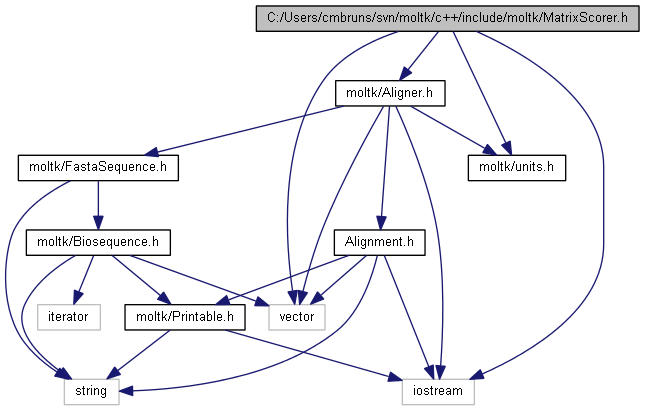 C:/Users/cmbruns/svn/moltk/c++/include/moltk/MatrixScorer.h
moltk/Aligner.h
moltk/FastaSequence.h
moltk/units.h
moltk/Biosequence.h
Alignment.h
iterator
moltk/Printable.h
vector
string
iostream